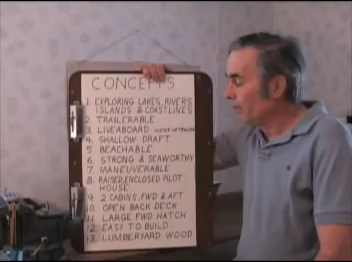 CONCEPTS
1. EXPLORING LAKES, RIVERS
ISLANDS & COASTLINES
2. TRAILERABLE
3. LIVEABOARD
4. SHALLOW DRAFT
5. BEACHABLE
6. STRONG & SEAWORTHY
7. MANEUVERABLE
8. RAISED, ENCLOSED PILOT
HOUSE
9. 2 CABINS, FWD & AFT
10. OPEN BACK DECK
11. LARGE FWD HATCH
12. EASY TO BUILD
13. LUMBERYARD WOOD